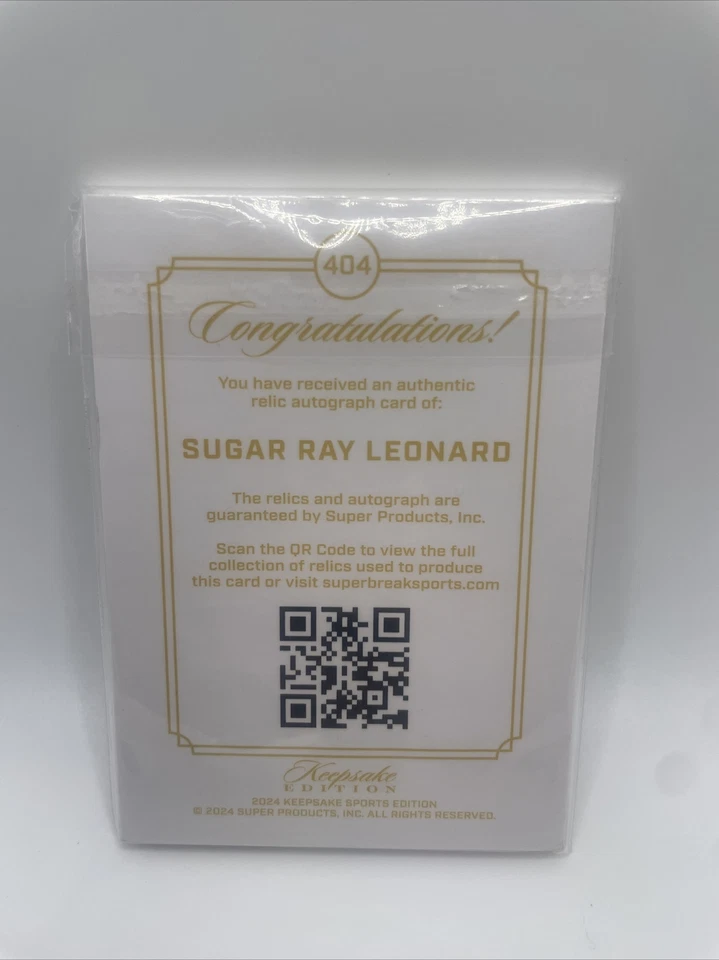 404
Congratulations!
You have received an authentic
relic autograph card of:
SUGAR RAY LEONARD
The relics and autograph are
guaranteed by Super Products, Inc.
Scan the QR Code to view the full
collection of relics used to produce
this card or visit superbreaksports.com
Keepsake
EDITION
2024 KEEPSAKE SPORTS EDITION
© 2024 SUPER PRODUCTS, INC. ALL RIGHTS RESERVED.